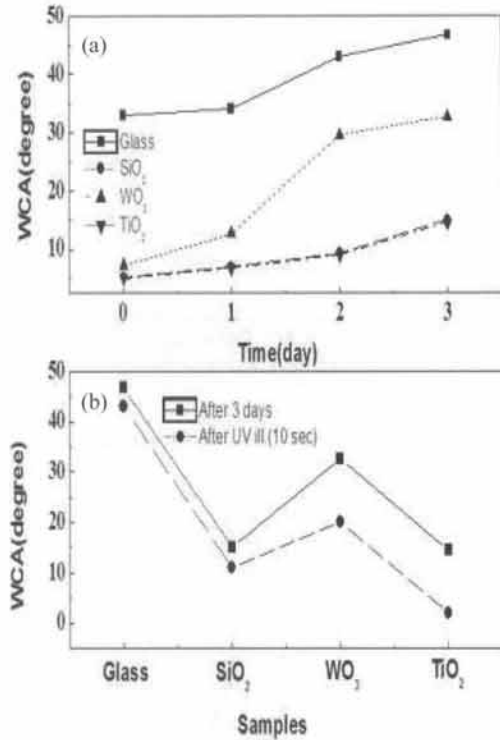 50
(a)
40
30
20
10
WCA(degree)
Glass
SiO₂
WO₃
TiO₂
0 1 2 3
Time(day)
50
(b)
40
30
20
10
0
WCA(degree)
After 3 days
After UV ill.(10 sec)
Glass SiO₂ WO₃ TiO₂
Samples